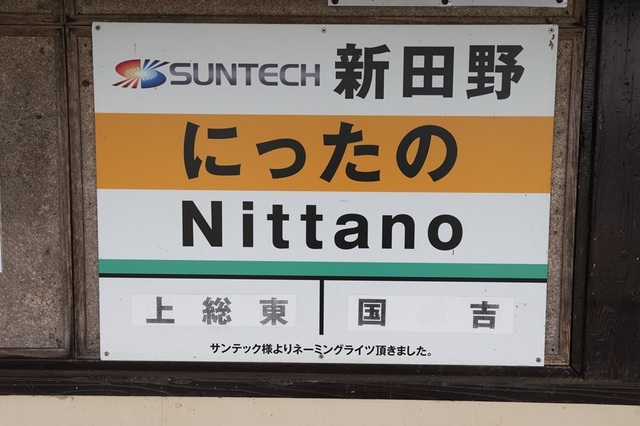 SUNTECH 新田野
にったの
Nittano
上総東 国吉
サンテック様よりネーミングライツ頂きました。